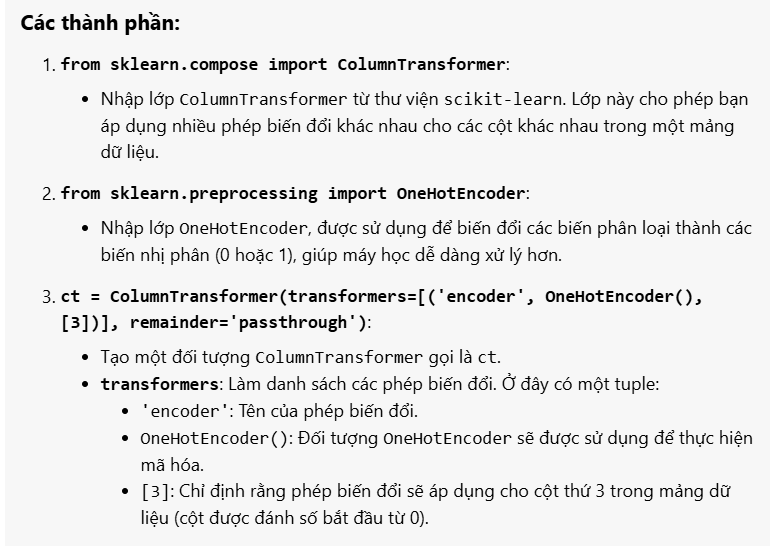 Các thành phần:
1. from sklearn.compose import ColumnTransformer:
• Nhập lớp ColumnTransformer từ thư viện scikit-learn. Lớp này cho phép bạn
áp dụng nhiều phép biến đổi khác nhau cho các cột khác nhau trong một mảng
dữ liệu.
2. from sklearn.preprocessing import OneHotEncoder:
• Nhập lớp OneHotEncoder, được sử dụng để biến đổi các biến phân loại thành các
biến nhị phân (0 hoặc 1), giúp máy học dễ dàng xử lý hơn.
3. ct = ColumnTransformer(transformers=[('encoder', OneHotEncoder(),
[3])], remainder='passthrough'):
• Tạo một đối tượng ColumnTransformer gọi là ct.
• transformers: Làm danh sách các phép biến đổi. Ở đây có một tuple:
• 'encoder': Tên của phép biến đổi.
• OneHotEncoder(): Đối tượng OneHotEncoder sẽ được sử dụng để thực hiện
mã hóa.
• [3]: Chỉ định rằng phép biến đổi sẽ áp dụng cho cột thứ 3 trong mảng dữ
liệu (cột được đánh số bắt đầu từ 0).